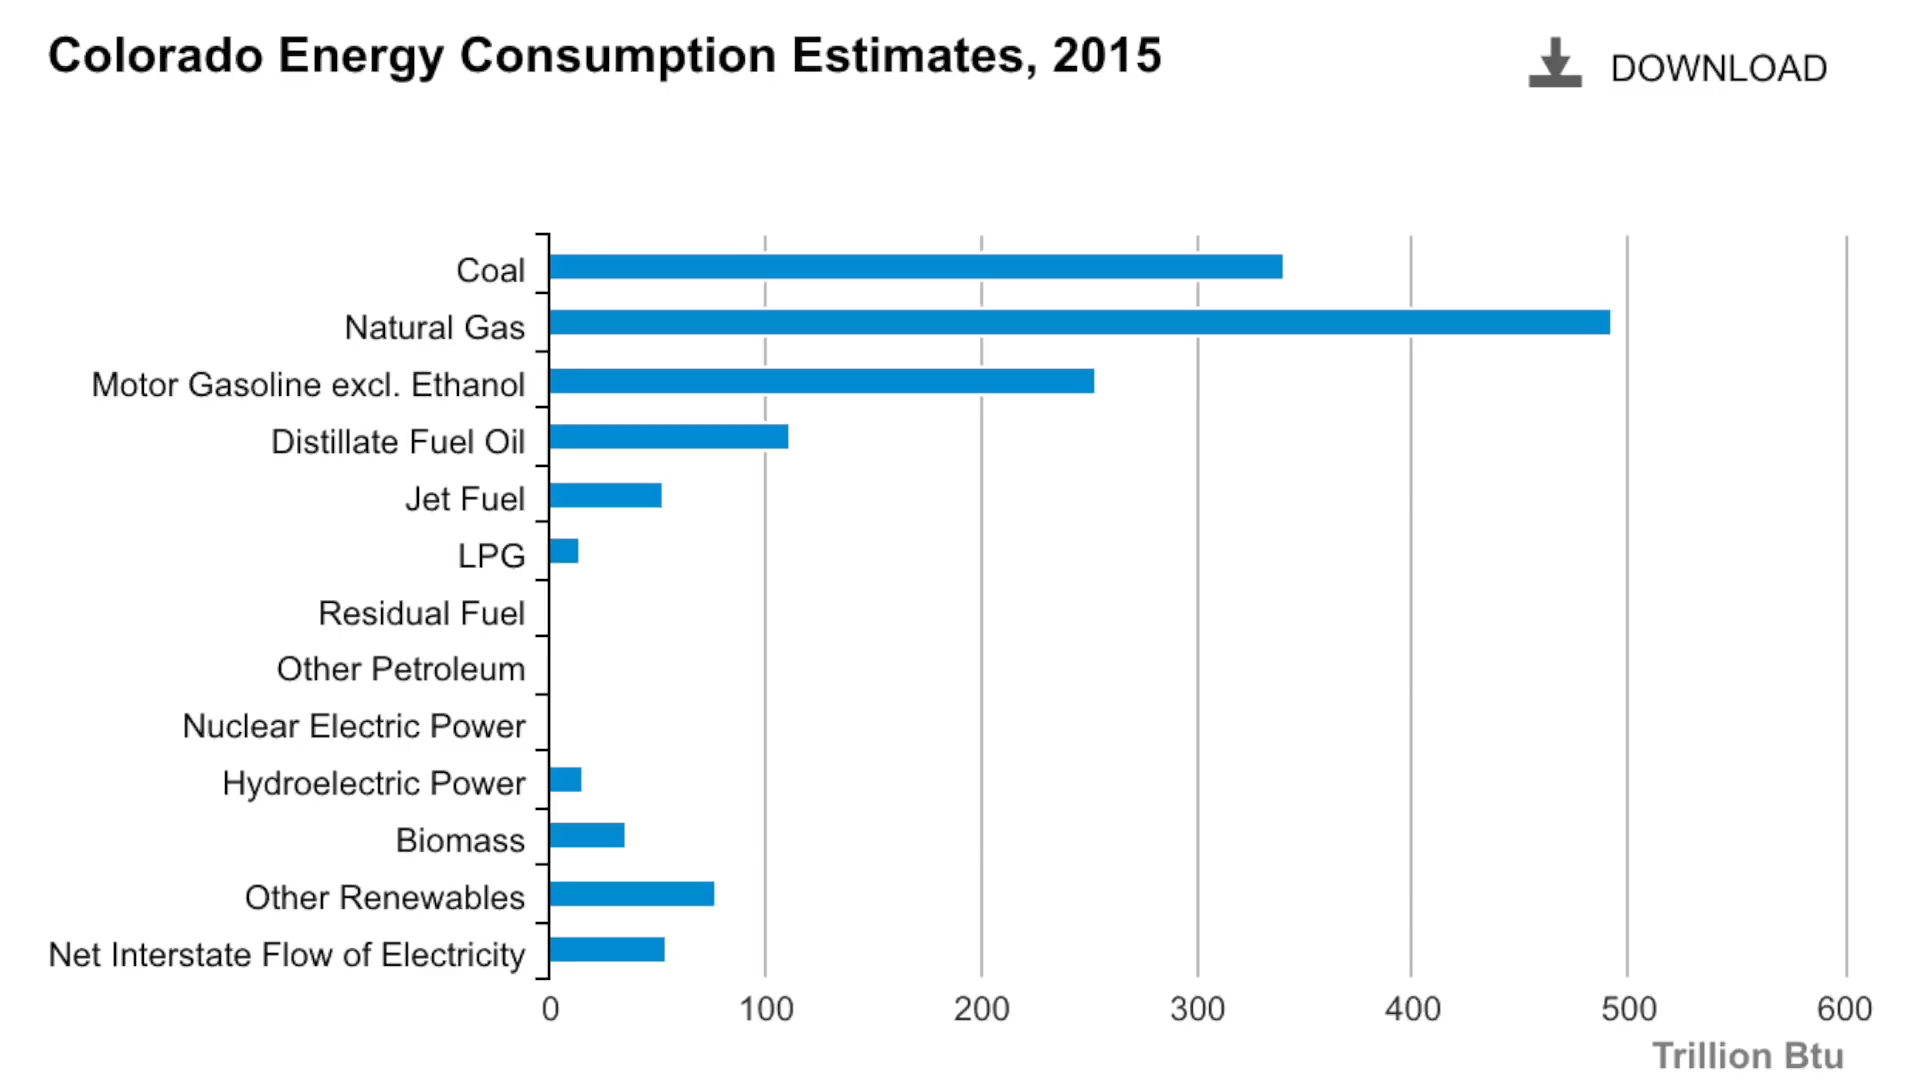 Colorado Energy Consumption Estimates, 2015
DOWNLOAD
Coal
Natural Gas
Motor Gasoline excl. Ethanol
Distillate Fuel Oil
Jet Fuel
LPG
Residual Fuel
Other Petroleum
Nuclear Electric Power
Hydroelectric Power
Biomass
Other Renewables
Net Interstate Flow of Electricity
0 100 200 300 400 500 600
Trillion Btu